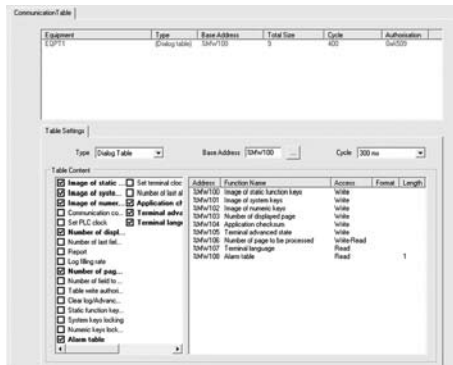 CommunicationTable
Equipment Type Base Address Total Size Cycle Authorisation
EQPT1 (Dialog table) %MW100 9 400 0xA509
Table Settings
Type Dialog Table Base Address %MW100 ... Cycle 300 ms
Table Content
Image of static ... Set terminal cloc
Image of syste... Number of last al
Image of numer... Application ch
Communication co... Terminal adva
Set PLC clock Terminal langu
Number of displ...
Number of last fiel...
Report
Log filling rate
Number of pag...
Number of field to ...
Table write authori...
Clear log/Advanc...
Static function key...
System keys locking
Numeric keys lock...
Alarm table
Address Function Name Access Format Length
%MW100 Image of static function keys Write
%MW101 Image of system keys Write
%MW102 Image of numeric keys Write
%MW103 Number of displayed page Write
%MW104 Application checksum Write
%MW105 Terminal advanced state Write
%MW106 Number of page to be processed Write-Read
%MW107 Terminal language Read
%MW108 Alarm table Read 1